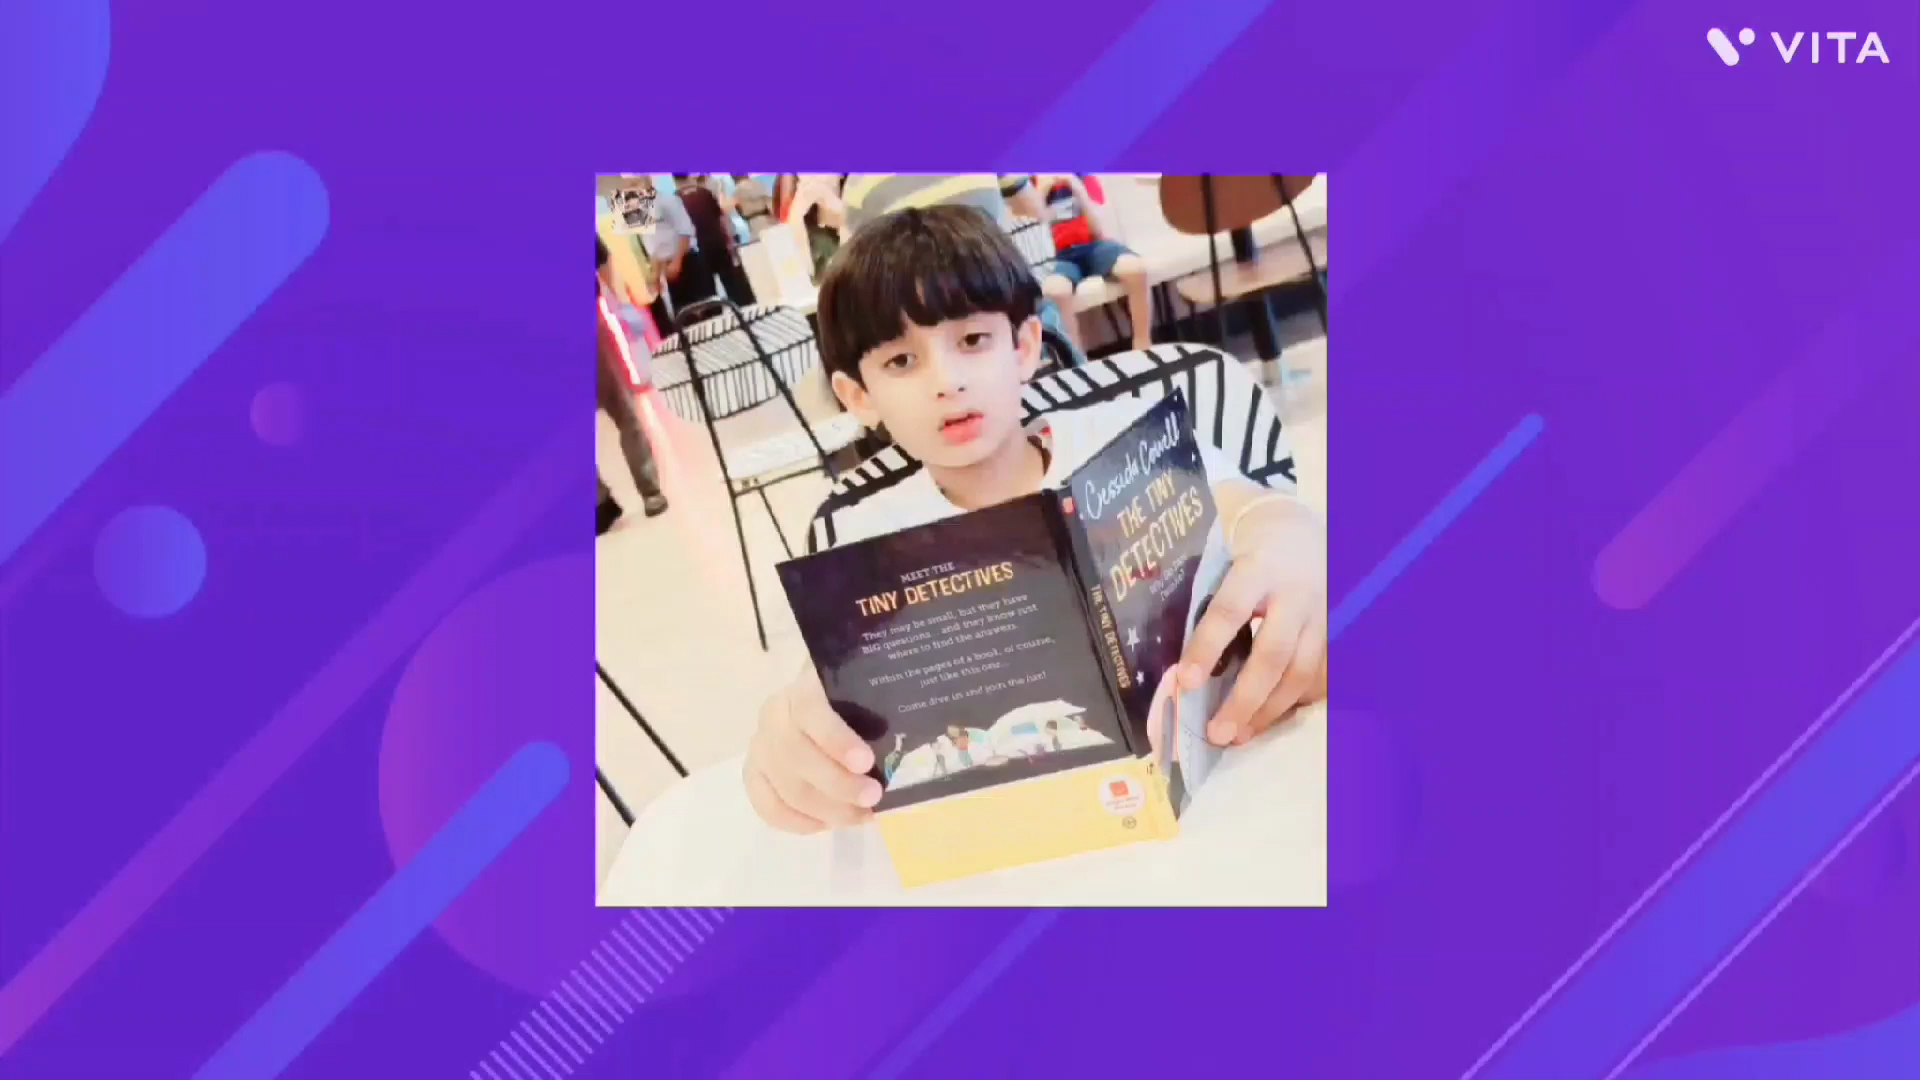 VITA
Cressida Cowell
THE TINY
DETECTIVES
THE TINY DETECTIVES
MEET THE
TINY DETECTIVES
They may be small, but they have
BIG questions... and they know just
where to find the answers.
Within the pages of a book, of course,
just like this one...
Come dive in and join the fun!